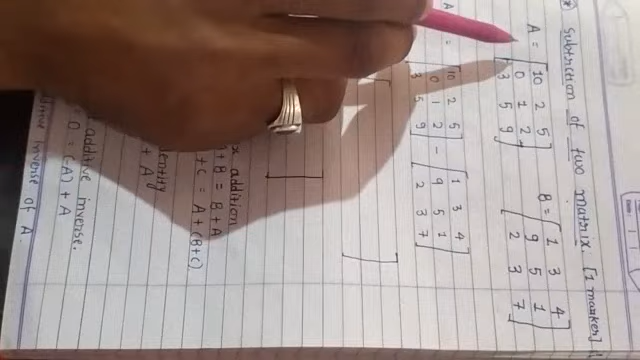 * Subtraction of two matrix. [1 marker]
A = [10 2 5 B = [1 3 4
0 1 2 9 5 1
3 5 9] 2 3 7]
A = [10 2 5 - [1 3 4
0 1 2 9 5 1
3 5 9] 2 3 7]
addition
+ B = B + A
+ C = A + (B+C)
+ A
additive inverse.
0 = (-A) + A
inverse of A.